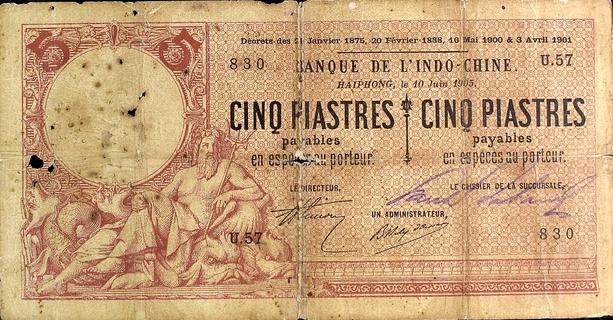 5 5
Décrets des 21 Janvier 1875, 20 Février 1888, 16 Mai 1900 & 3 Avril 1901
830 BANQUE DE L'INDO-CHINE. U.57
HAIPHONG, le 10 Juin 1905.
CINQ PIASTRES CINQ PIASTRES
payables payables
en espèces au porteur. en espèces au porteur.
LE DIRECTEUR, LE CAISSIER DE LA SUCCURSALE,
UN ADMINISTRATEUR,
U.57 830